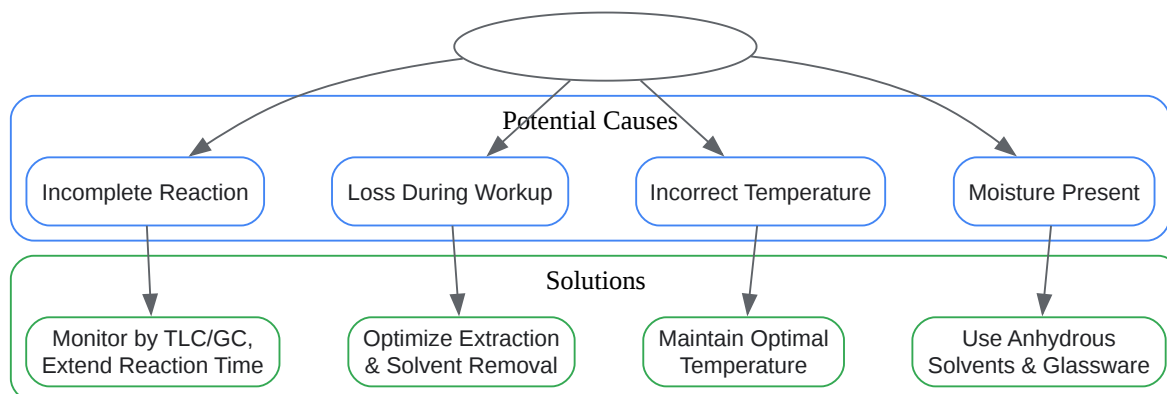 Potential Causes
Incomplete Reaction
Loss During Workup
Incorrect Temperature
Moisture Present
Solutions
Monitor by TLC/GC,
Extend Reaction Time
Optimize Extraction
& Solvent Removal
Maintain Optimal
Temperature
Use Anhydrous
Solvents & Glassware